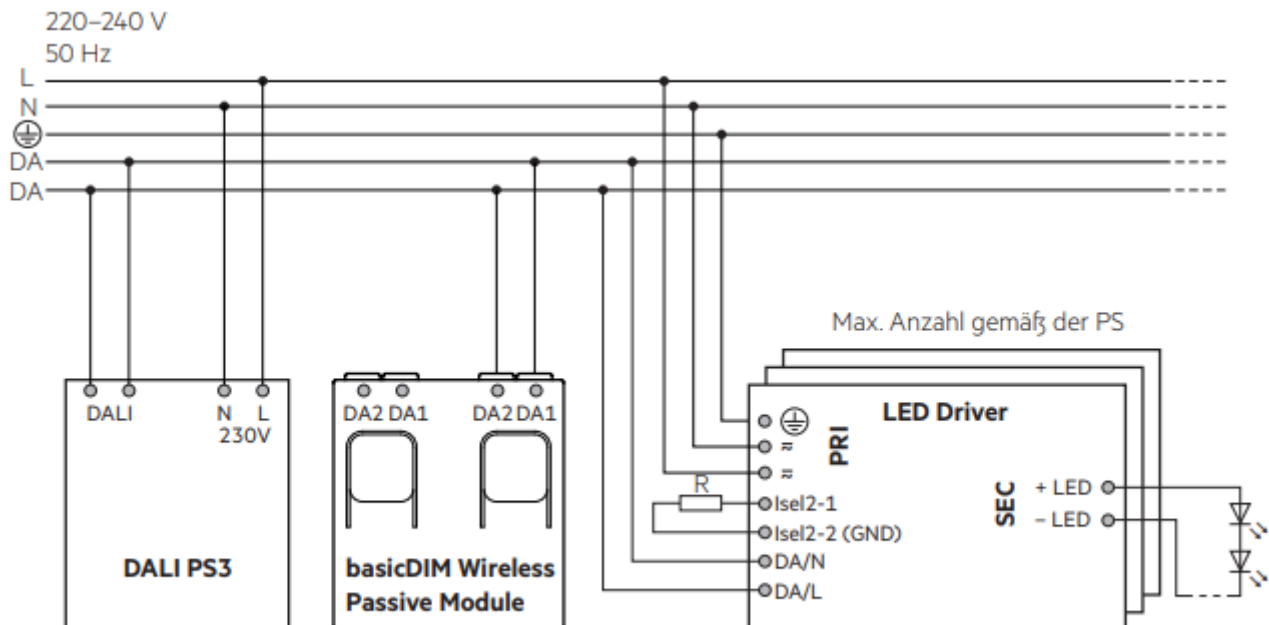 220–240 V
50 Hz
L
N
DA
DA
Max. Anzahl gemäß der PS
DALI
N L
230V
DALI PS3
DA2 DA1
DA2 DA1
basicDIM Wireless
Passive Module
LED Driver
PRI
≂
≂
R
Isel2-1
Isel2-2 (GND)
DA/N
DA/L
SEC
+ LED
– LED